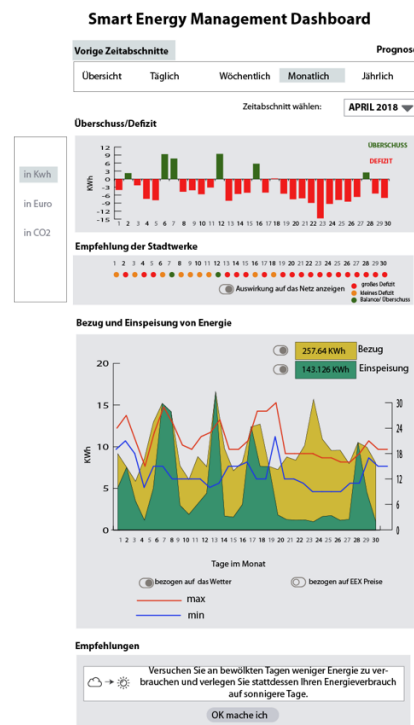 Smart Energy Management Dashboard
Vorige Zeitabschnitte Prognose
Übersicht Täglich Wöchentlich Monatlich Jährlich
Zeitabschnitt wählen: APRIL 2018
Überschuss/Defizit
in Kwh
in Euro
in CO2
ÜBERSCHUSS
DEFIZIT
KWh
12
9
6
3
0
-3
-6
-9
-12
-15
1 2 3 4 5 6 7 8 9 10 11 12 13 14 15 16 17 18 19 20 21 22 23 24 25 26 27 28 29 30
Empfehlung der Stadtwerke
1 2 3 4 5 6 7 8 9 10 11 12 13 14 15 16 17 18 19 20 21 22 23 24 25 26 27 28 29 30
Auswirkung auf das Netz anzeigen
großes Defizit
kleines Defizit
Balance/ Überschuss
Bezug und Einspeisung von Energie
257.64 KWh Bezug
143.126 KWh Einspeisung
KWh
20
15
10
5
0
30
24
18
12
6
0
1 2 3 4 5 6 7 8 9 10 11 12 13 14 15 16 17 18 19 20 21 22 23 24 25 26 27 28 29 30
Tage im Monat
bezogen auf das Wetter bezogen auf EEX Preise
max
min
Empfehlungen
Versuchen Sie an bewölkten Tagen weniger Energie zu ver-
brauchen und verlegen Sie stattdessen Ihren Energieverbrauch
auf sonnigere Tage.
OK mache ich